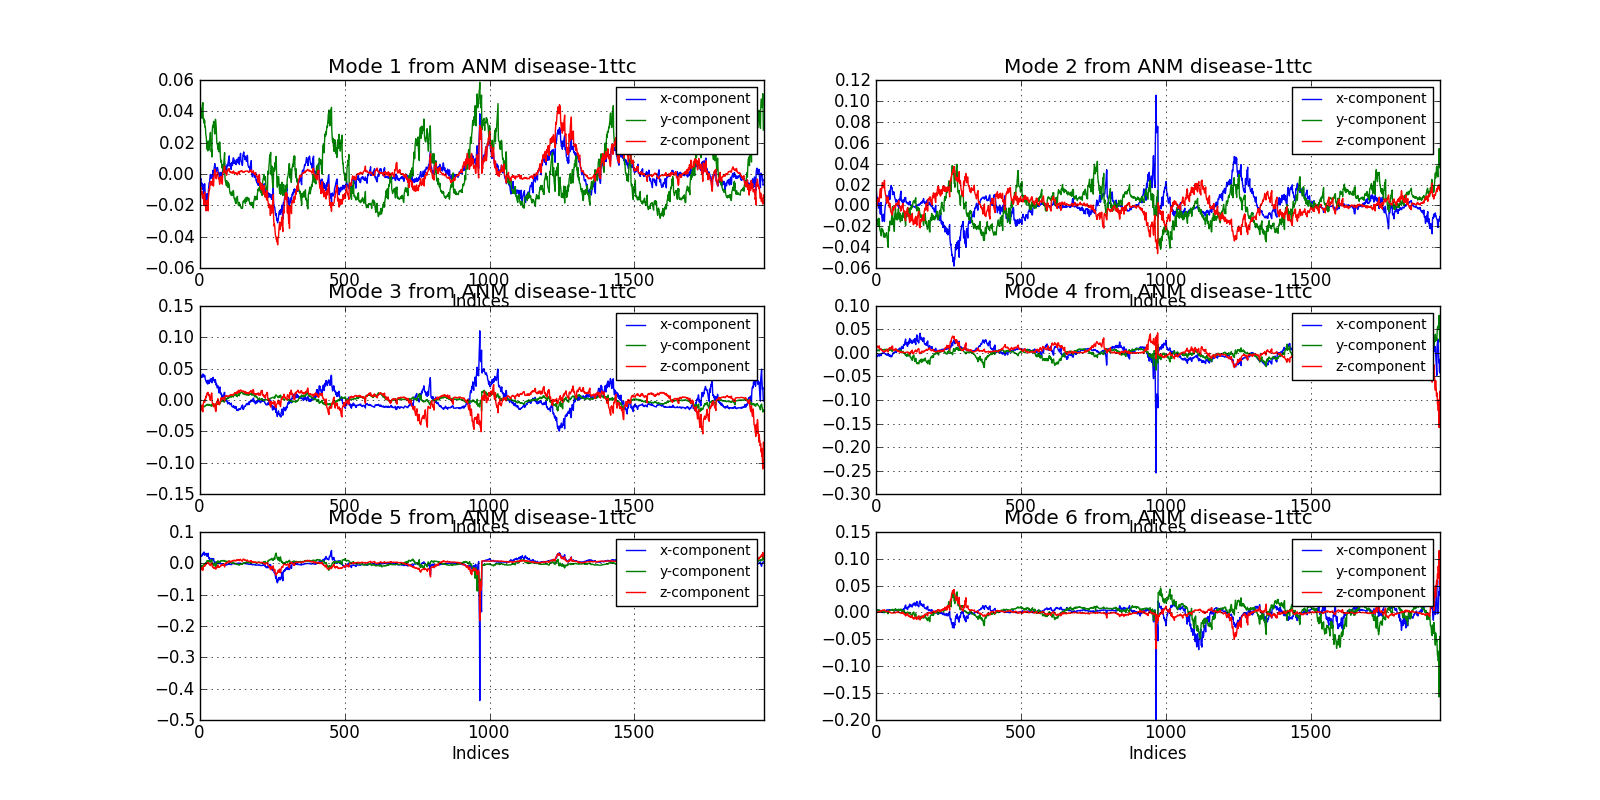 Mode 1 from ANM disease-1ttc
0.06
0.04
0.02
0.00
−0.02
−0.04
−0.06
0 500 1000 1500
Indices
x-component
y-component
z-component
Mode 2 from ANM disease-1ttc
0.12
0.10
0.08
0.06
0.04
0.02
0.00
−0.02
−0.04
−0.06
0 500 1000 1500
Indices
x-component
y-component
z-component
Mode 3 from ANM disease-1ttc
0.15
0.10
0.05
0.00
−0.05
−0.10
−0.15
0 500 1000 1500
Indices
x-component
y-component
z-component
Mode 4 from ANM disease-1ttc
0.10
0.05
0.00
−0.05
−0.10
−0.15
−0.20
−0.25
−0.30
0 500 1000 1500
Indices
x-component
y-component
z-component
Mode 5 from ANM disease-1ttc
0.1
0.0
−0.1
−0.2
−0.3
−0.4
−0.5
0 500 1000 1500
Indices
x-component
y-component
z-component
Mode 6 from ANM disease-1ttc
0.15
0.10
0.05
0.00
−0.05
−0.10
−0.15
−0.20
0 500 1000 1500
Indices
x-component
y-component
z-component